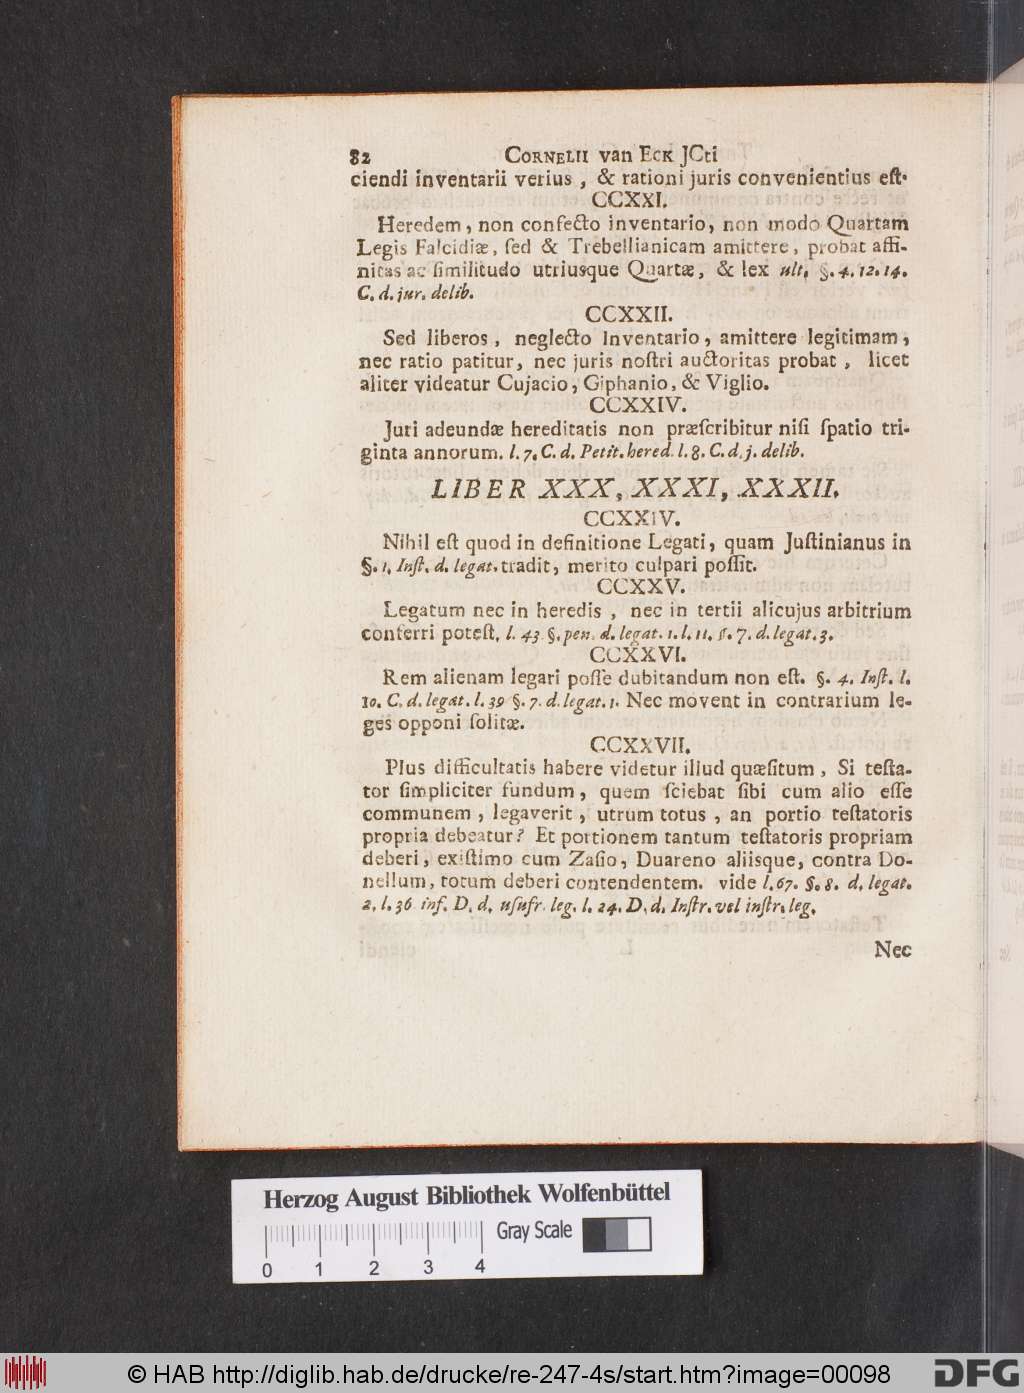 82 CORNELII van ECK JCti
ciendi inventarii verius, & rationi juris convenientius eſt.
CCXXI.
Heredem, non confecto inventario, non modo Quartam
Legis Falcidiæ, ſed & Trebellianicam amittere, probat affi-
nitas ac ſimilitudo utriusque Quartæ, & lex ult. §. 4. 12. 14.
C. d. jur. delib.
CCXXII.
Sed liberos, neglecto Inventario, amittere legitimam,
nec ratio patitur, nec juris noſtri auctoritas probat, licet
aliter videatur Cujacio, Giphanio, & Viglio.
CCXXIV.
Juri adeundæ hereditatis non præſcribitur niſi ſpatio tri-
ginta annorum. l. 7. C. d. Petit. hered. l. 8. C. d. j. delib.
LIBER XXX, XXXI, XXXII.
CCXXIV.
Nihil eſt quod in definitione Legati, quam Juſtinianus in
§. 1. Inſt. d. legat. tradit, merito culpari poſſit.
CCXXV.
Legatum nec in heredis, nec in tertii alicujus arbitrium
conferri poteſt. l. 43 §. pen. d. legat. 1. l. 11. §. 7. d. legat. 3.
CCXXVI.
Rem alienam legari poſſe dubitandum non eſt. §. 4. Inſt. l.
10. C. d. legat. l. 39 §. 7. d. legat. 1. Nec movent in contrarium le-
ges opponi ſolitæ.
CCXXVII.
Plus difficultatis habere videtur illud quæſitum, Si teſta-
tor ſimpliciter fundum, quem ſciebat ſibi cum alio eſſe
communem, legaverit, utrum totus, an portio teſtatoris
propria debeatur? Et portionem tantum teſtatoris propriam
deberi, exiſtimo cum Zaſio, Duareno aliisque, contra Do-
nellum, totum deberi contendentem. vide l. 67. §. 8. d. legat.
2. l. 36 inf. D. d. uſufr. leg. l. 24. D. d. Inſtr. vel inſtr. leg.
Nec
Herzog August Bibliothek Wolfenbüttel
Gray Scale
0 1 2 3 4
© HAB http://diglib.hab.de/drucke/re-247-4s/start.htm?image=00098
DFG